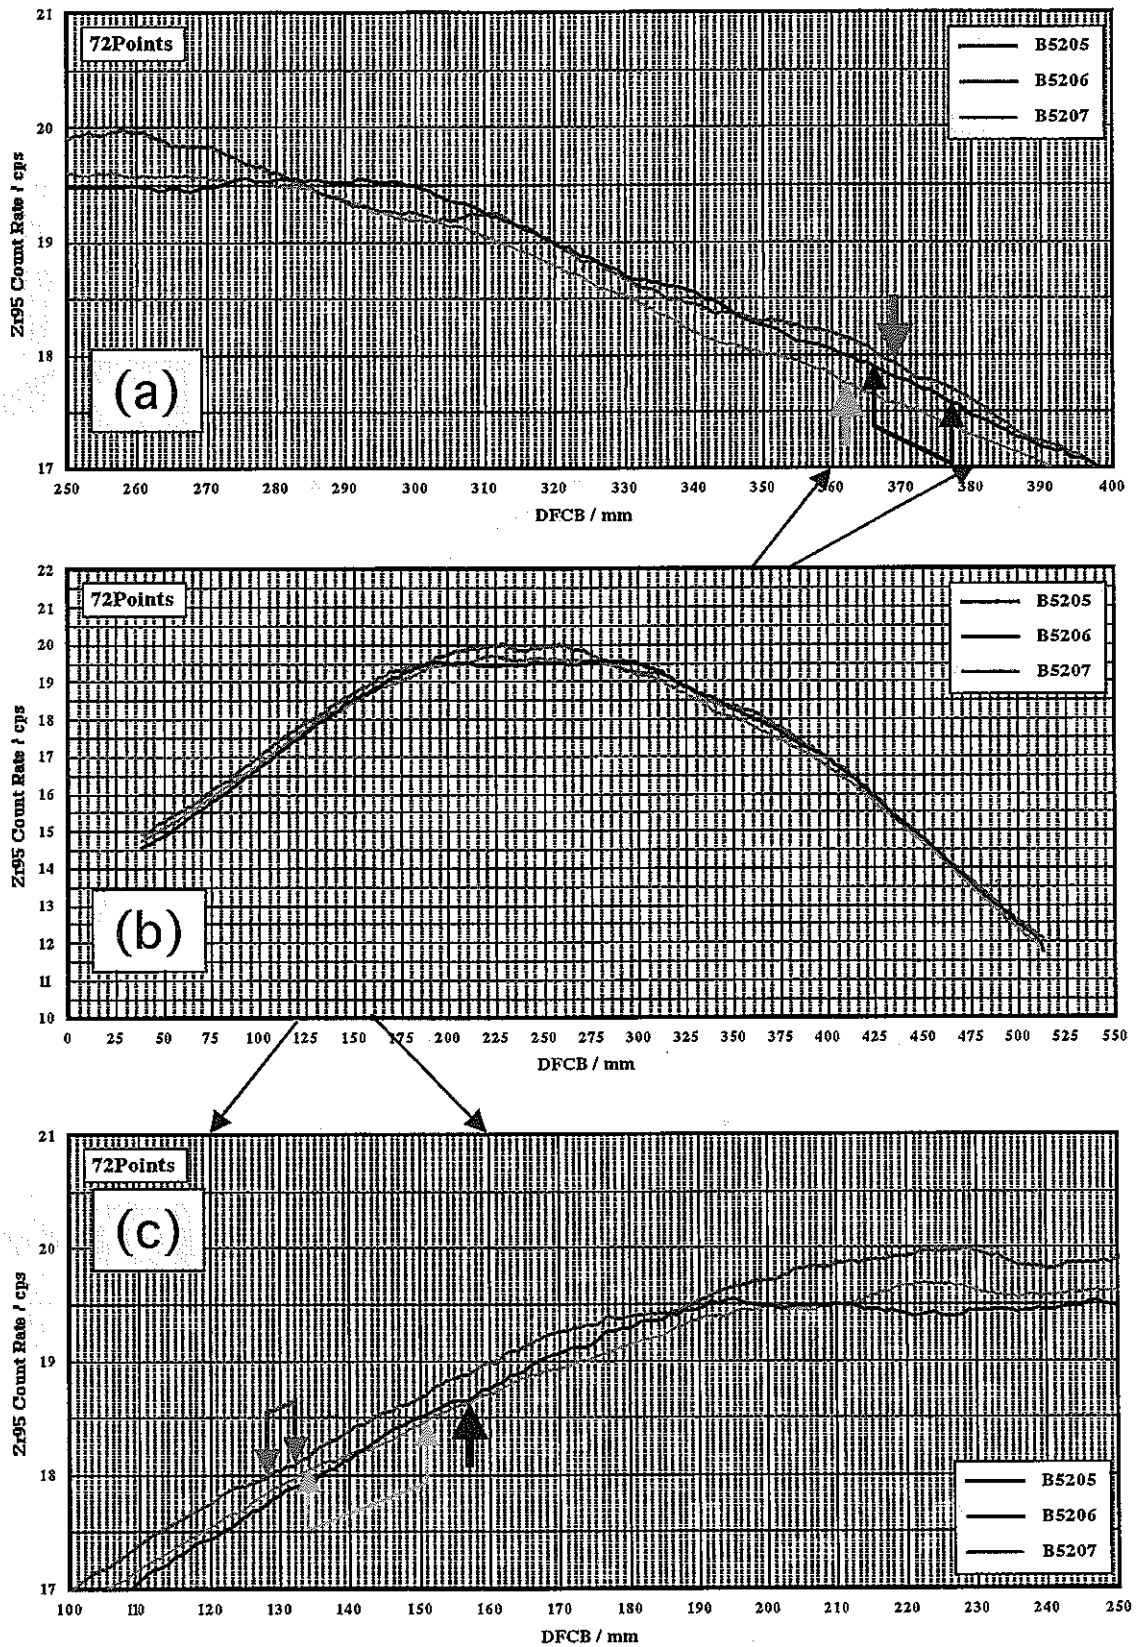 21
72Points
B5205
B5206
B5207
20
19
18
17
Zr95 Count Rate / cps
(a)
250 260 270 280 290 300 310 320 330 340 350 360 370 380 390 400
DFCB / mm
22
72Points
B5205
B5206
B5207
21
20
19
18
17
16
15
14
13
12
11
10
Zr95 Count Rate / cps
(b)
0 25 50 75 100 125 150 175 200 225 250 275 300 325 350 375 400 425 450 475 500 525 550
DFCB / mm
21
72Points
(c)
20
19
18
17
Zr95 Count Rate / cps
B5205
B5206
B5207
100 110 120 130 140 150 160 170 180 190 200 210 220 230 240 250
DFCB / mm